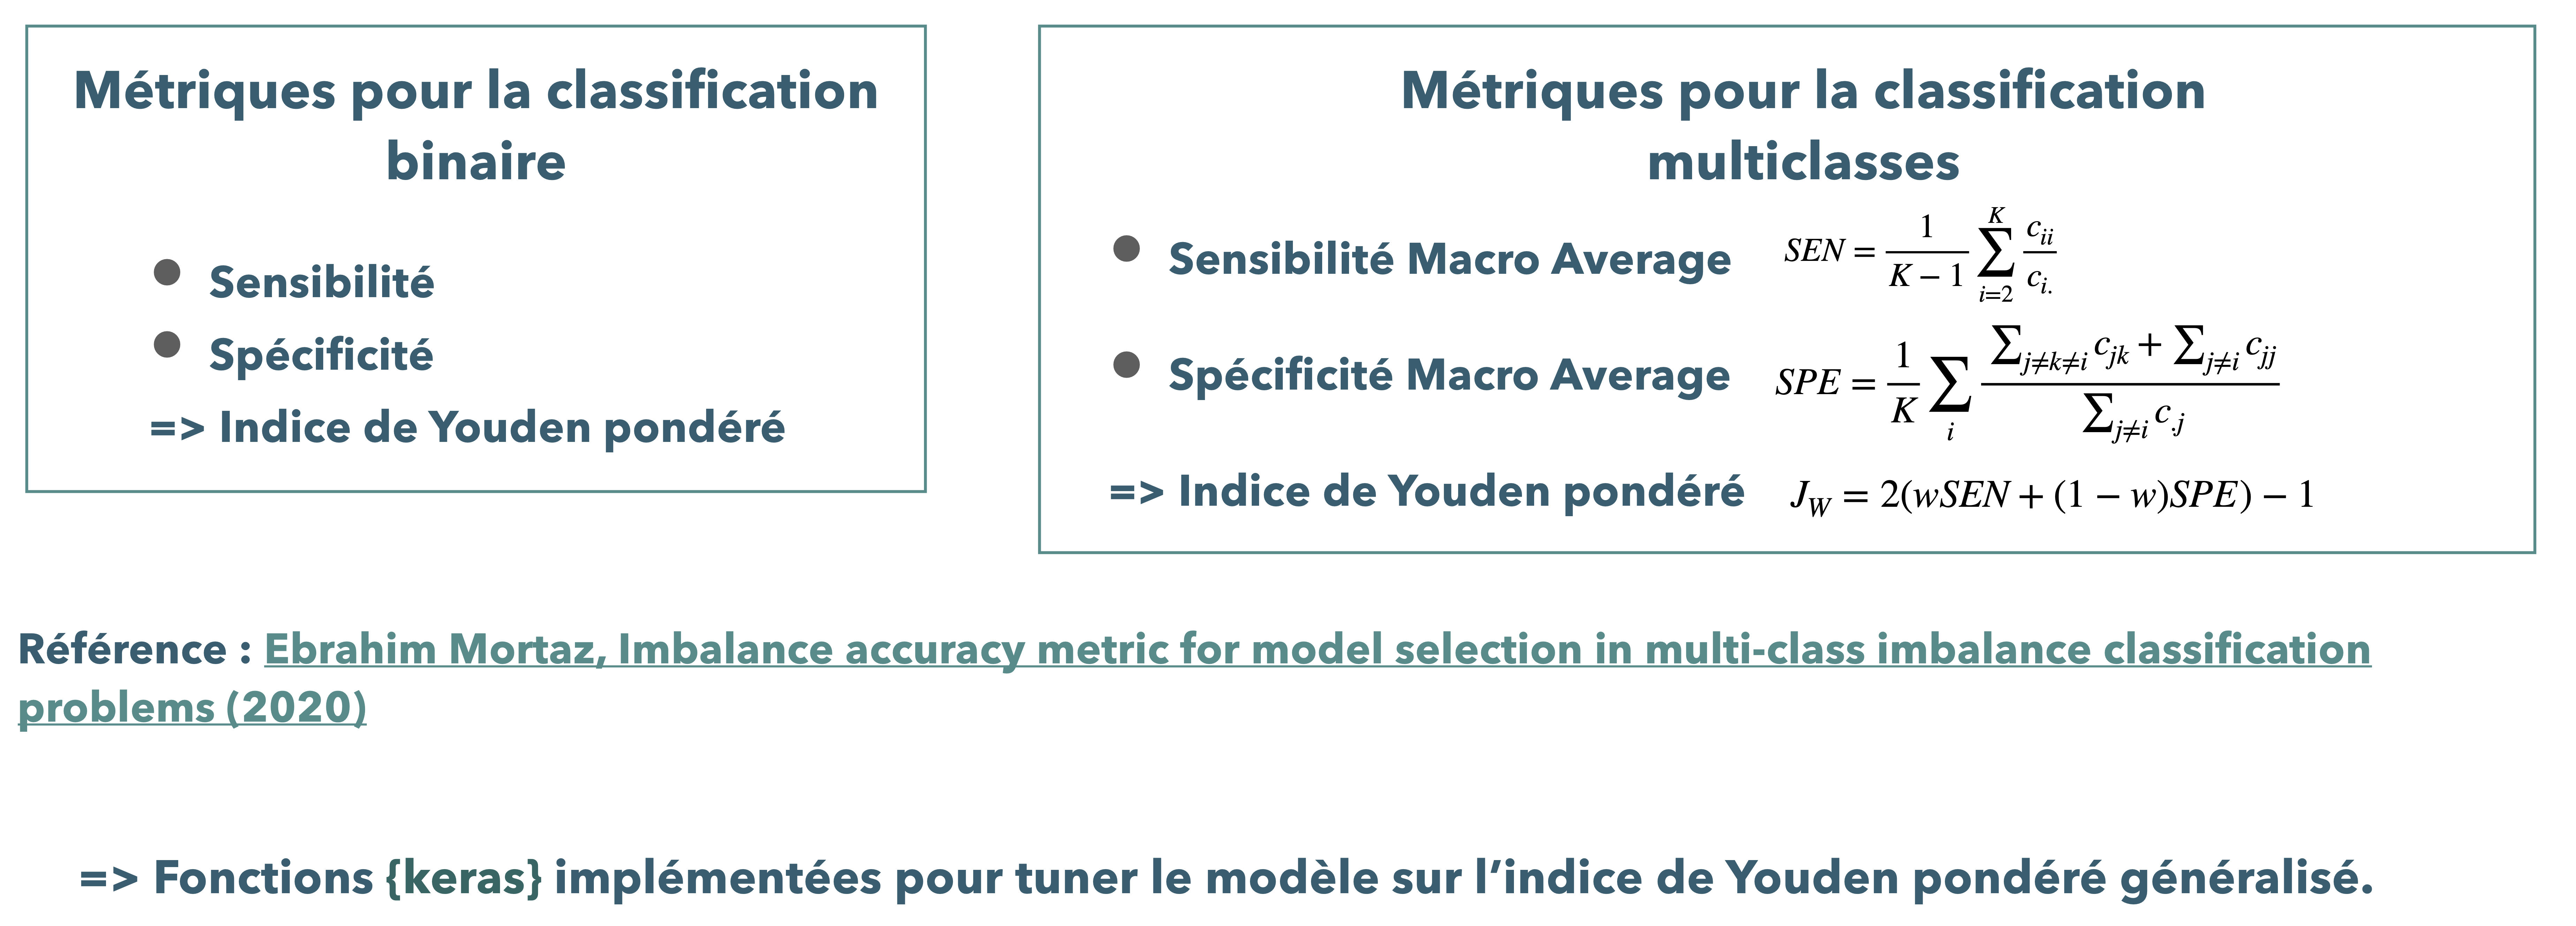 Métriques pour la classification
binaire
● Sensibilité
● Spécificité
=> Indice de Youden pondéré
Métriques pour la classification
multiclasses
● Sensibilité Macro Average $SEN = \frac{1}{K-1} \sum_{i=2}^{K} \frac{c_{ii}}{c_{i.}}$
● Spécificité Macro Average $SPE = \frac{1}{K} \sum_{i} \frac{\sum_{j \neq k \neq i} c_{jk} + \sum_{j \neq i} c_{jj}}{\sum_{j \neq i} c_{.j}}$
=> Indice de Youden pondéré $J_W = 2(wSEN + (1 - w)SPE) - 1$
Référence : Ebrahim Mortaz, Imbalance accuracy metric for model selection in multi-class imbalance classification
problems (2020)
=> Fonctions {keras} implémentées pour tuner le modèle sur l’indice de Youden pondéré généralisé.